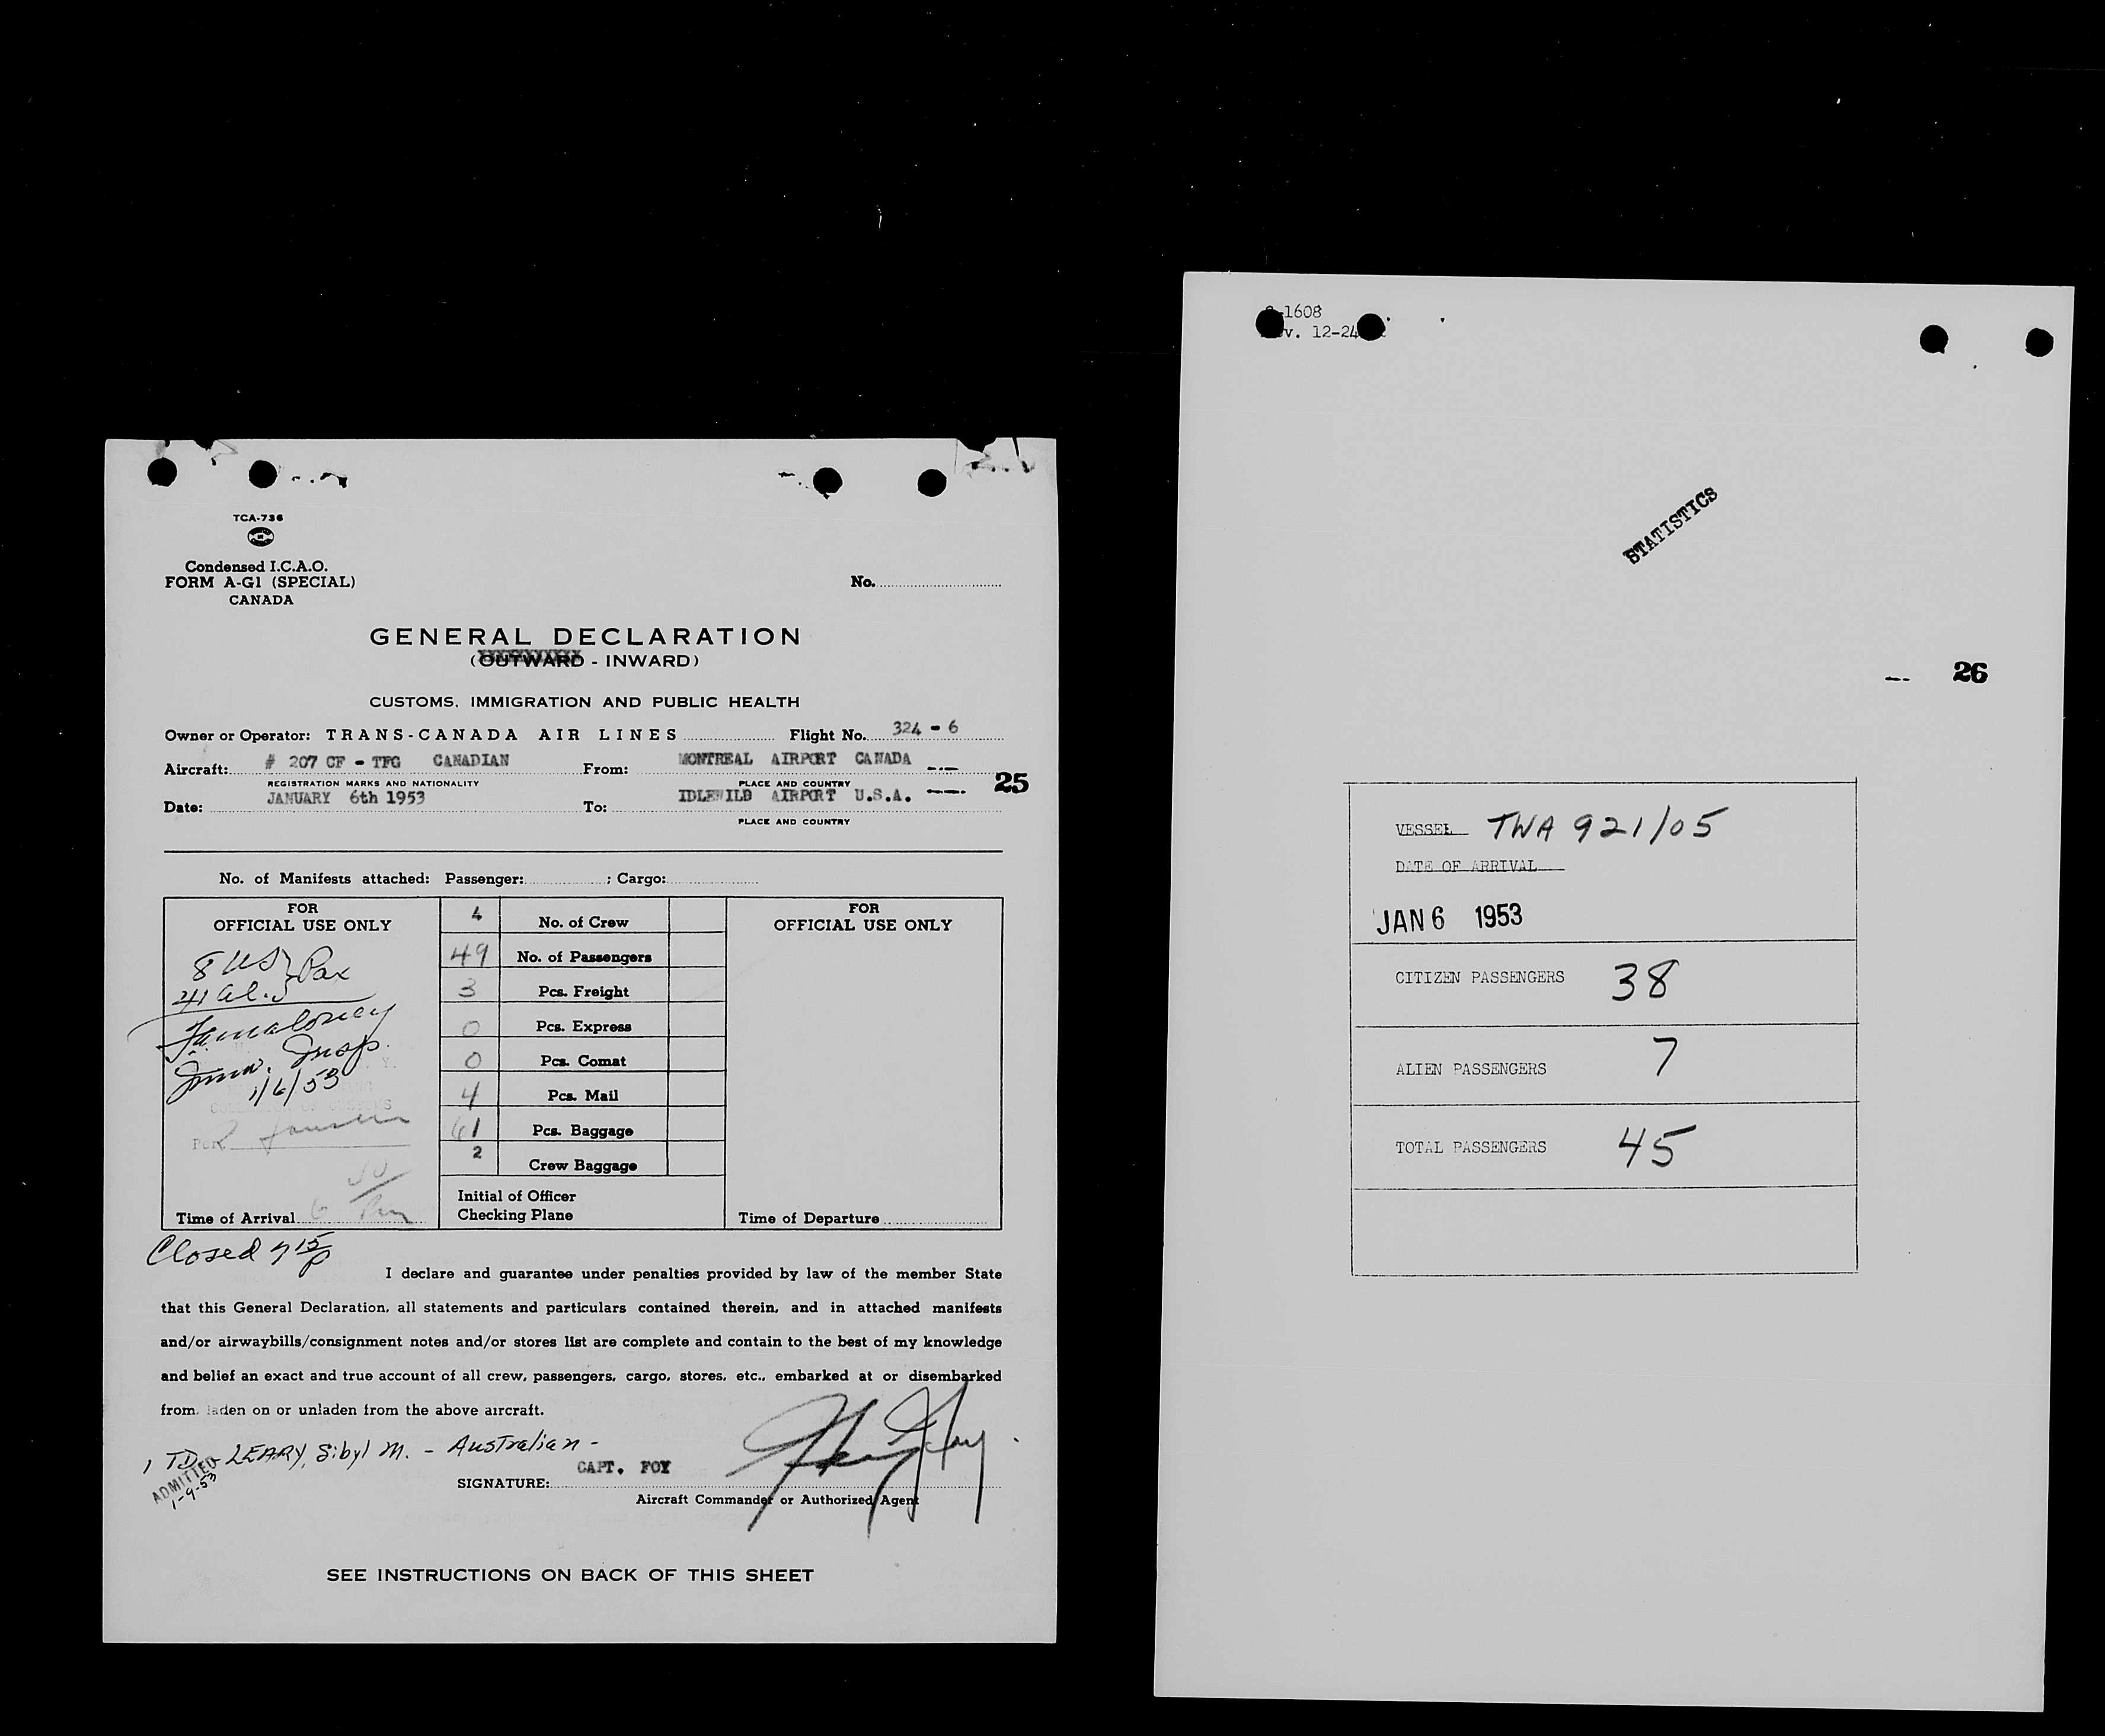 TCA-736
Condensed I.C.A.O.
FORM A-G1 (SPECIAL)
CANADA
No.
GENERAL DECLARATION
(OUTWARD - INWARD)
CUSTOMS, IMMIGRATION AND PUBLIC HEALTH
Owner or Operator: TRANS-CANADA AIR LINES Flight No. 324 - 6
Aircraft: # 207 CF - TFG CANADIAN From: MONTREAL AIRPORT CANADA
REGISTRATION MARKS AND NATIONALITY PLACE AND COUNTRY
25
Date: JANUARY 6th 1953 To: IDLEWILD AIRPORT U.S.A.
PLACE AND COUNTRY
No. of Manifests attached: Passenger: ; Cargo:
FOR
OFFICIAL USE ONLY
8 US } Pax
41 al.
Imm. Insp.
1/6/53
Per
Time of Arrival 6
4 No. of Crew
49 No. of Passengers
3 Pcs. Freight
0 Pcs. Express
0 Pcs. Comat
4 Pcs. Mail
61 Pcs. Baggage
2 Crew Baggage
Initial of Officer
Checking Plane
FOR
OFFICIAL USE ONLY
Time of Departure
Closed 7 15/p
I declare and guarantee under penalties provided by law of the member State
that this General Declaration, all statements and particulars contained therein, and in attached manifests
and/or airwaybills/consignment notes and/or stores list are complete and contain to the best of my knowledge
and belief an exact and true account of all crew, passengers, cargo, stores, etc., embarked at or disembarked
from, laden on or unladen from the above aircraft.
1 TD - LEARY, Sibyl M. - Australian -
ADMITTED
1-9-53
CAPT. FOY
SIGNATURE:
Aircraft Commander or Authorized Agent
SEE INSTRUCTIONS ON BACK OF THIS SHEET
-1608
v. 12-24
STATISTICS
26
VESSEL TWA 921/05
DATE OF ARRIVAL
JAN 6 1953
CITIZEN PASSENGERS 38
ALIEN PASSENGERS 7
TOTAL PASSENGERS 45